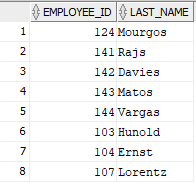 EMPLOYEE_ID LAST_NAME
1 124 Mourgos
2 141 Rajs
3 142 Davies
4 143 Matos
5 144 Vargas
6 103 Hunold
7 104 Ernst
8 107 Lorentz